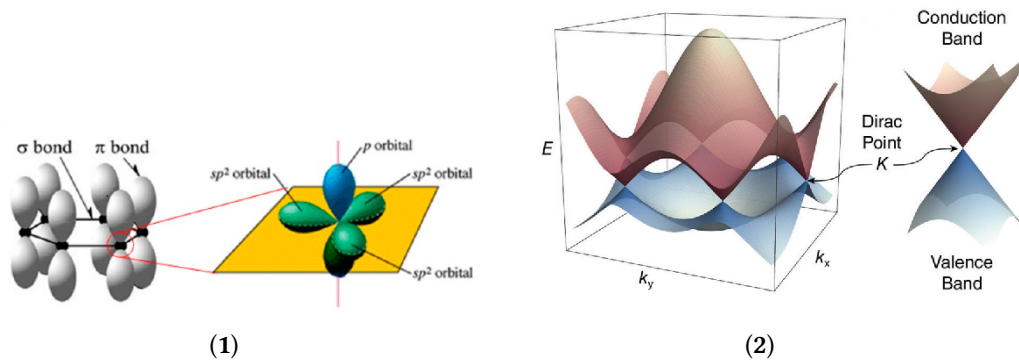 σ bond
π bond
p orbital
sp² orbital
sp² orbital
sp² orbital
(1)
E
k_y
k_x
Conduction
Band
Dirac
Point
K
Valence
Band
(2)